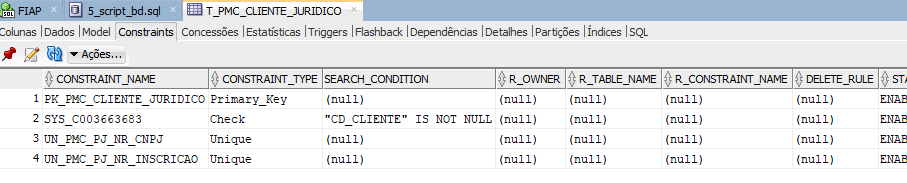 FIAP 5_script_bd.sql T_PMC_CLIENTE_JURIDICO
Colunas Dados Model Constraints Concessões Estatísticas Triggers Flashback Dependências Detalhes Partições Índices SQL
Ações...
CONSTRAINT_NAME CONSTRAINT_TYPE SEARCH_CONDITION R_OWNER R_TABLE_NAME R_CONSTRAINT_NAME DELETE_RULE STA
1 PK_PMC_CLIENTE_JURIDICO Primary_Key (null) (null) (null) (null) (null) ENAB
2 SYS_C003663683 Check "CD_CLIENTE" IS NOT NULL (null) (null) (null) (null) ENAB
3 UN_PMC_PJ_NR_CNPJ Unique (null) (null) (null) (null) (null) ENAB
4 UN_PMC_PJ_NR_INSCRICAO Unique (null) (null) (null) (null) (null) ENAB